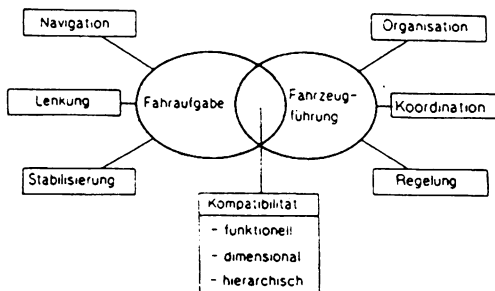 Navigation
Organisation
Lenkung
Fahraufgabe
Fahrzeug-
führung
Koordination
Stabilisierung
Regelung
Kompatibilität
- funktionell
- dimensional
- hierarchisch